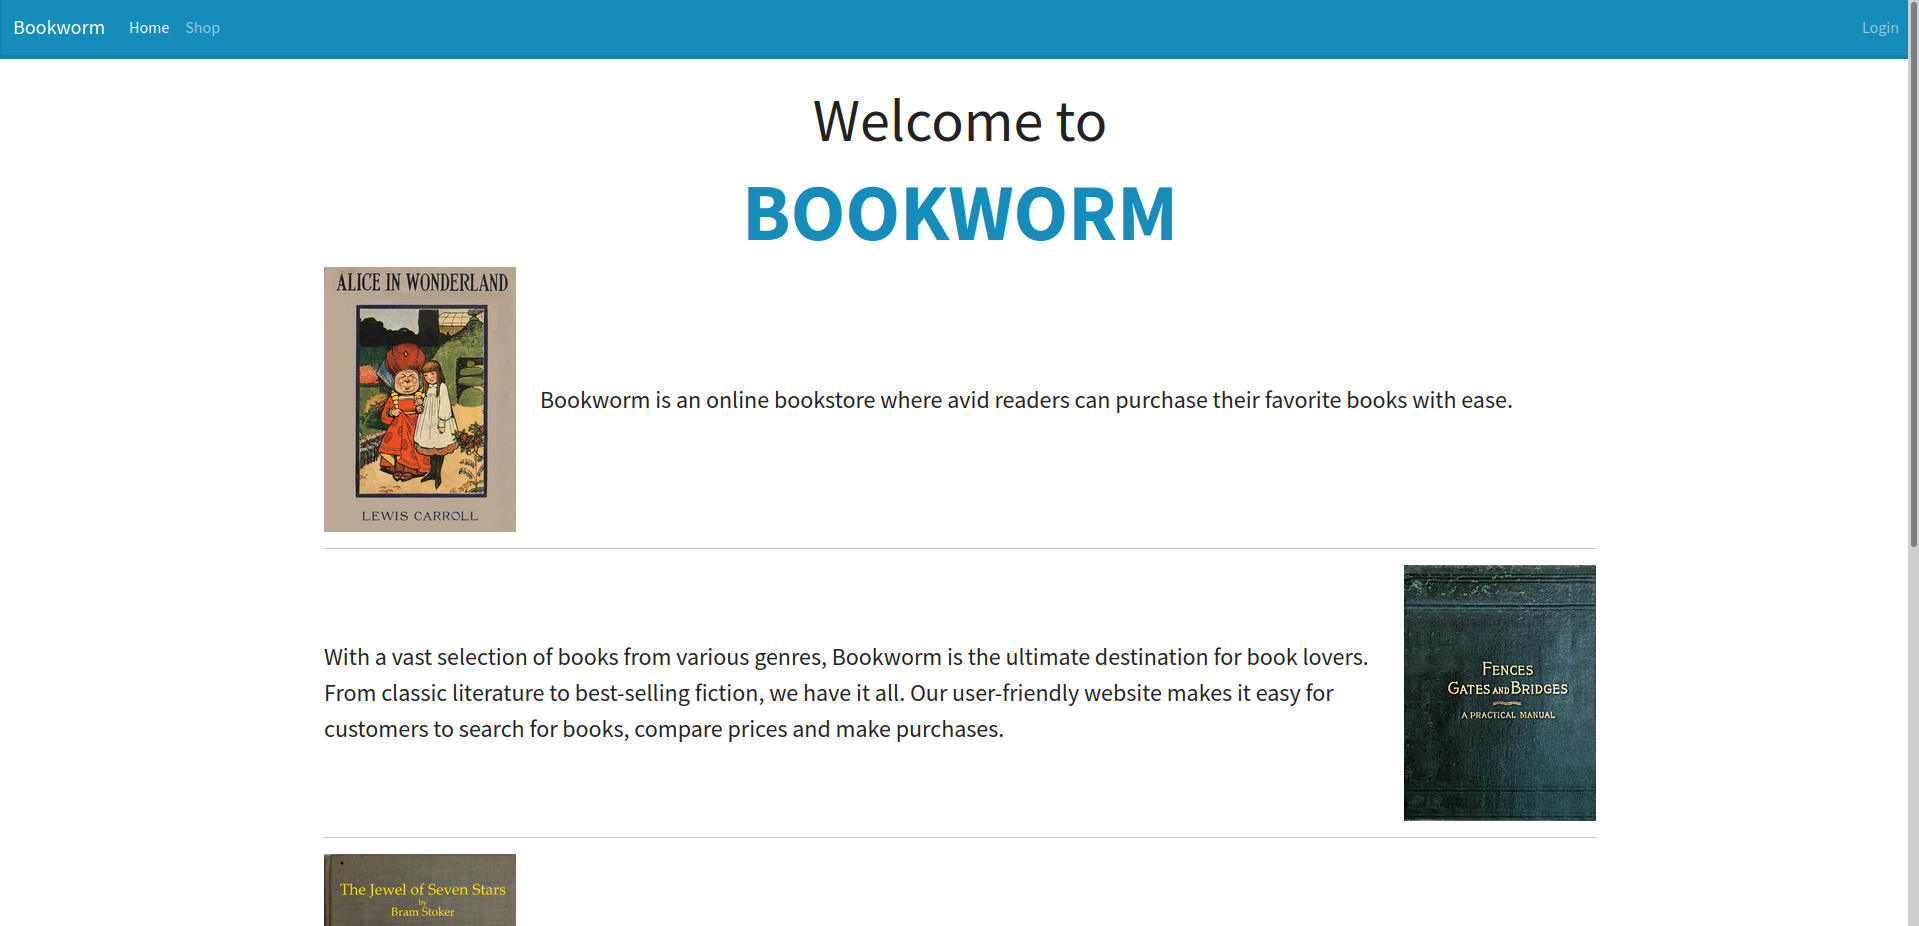 Bookworm Home Shop Login
Welcome to
BOOKWORM
ALICE IN WONDERLAND
LEWIS CARROLL
Bookworm is an online bookstore where avid readers can purchase their favorite books with ease.
With a vast selection of books from various genres, Bookworm is the ultimate destination for book lovers.
From classic literature to best-selling fiction, we have it all. Our user-friendly website makes it easy for
customers to search for books, compare prices and make purchases.
FENCES
GATES AND BRIDGES
A PRACTICAL MANUAL
The Jewel of Seven Stars
by
Bram Stoker